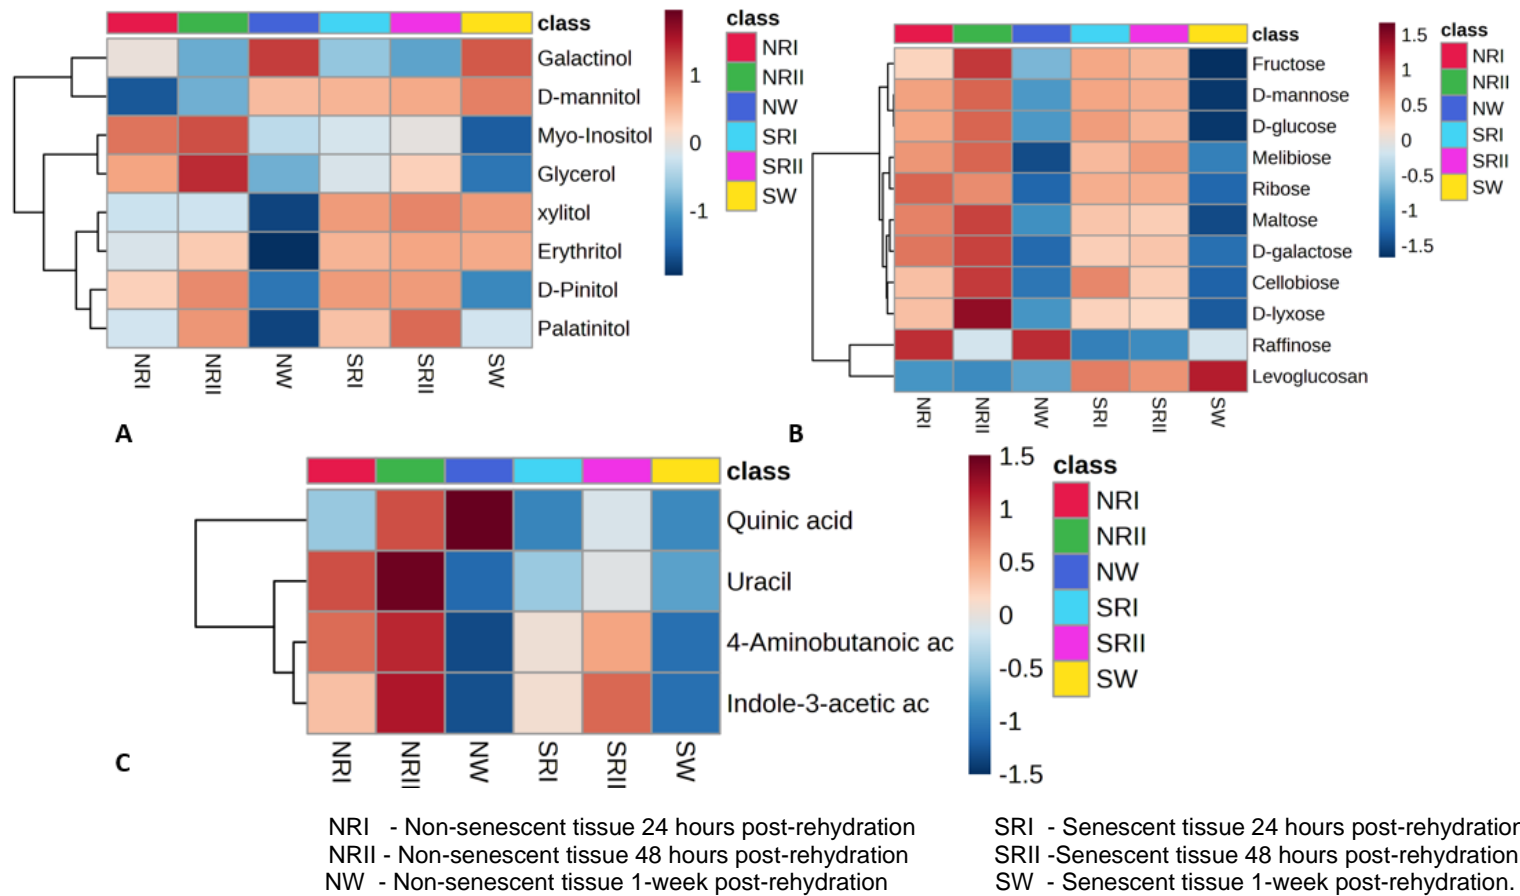 class
Galactinol
D-mannitol
Myo-Inositol
Glycerol
xylitol
Erythritol
D-Pinitol
Palatinitol
NRI NRII NW SRI SRII SW
1
0
-1
class
NRI
NRII
NW
SRI
SRII
SW
A
class
Fructose
D-mannose
D-glucose
Melibiose
Ribose
Maltose
D-galactose
Cellobiose
D-lyxose
Raffinose
Levoglucosan
NRI NRII NW SRI SRII SW
1.5
1
0.5
0
-0.5
-1
-1.5
class
NRI
NRII
NW
SRI
SRII
SW
B
class
Quinic acid
Uracil
4-Aminobutanoic ac
Indole-3-acetic ac
NRI NRII NW SRI SRII SW
1.5
1
0.5
0
-0.5
-1
-1.5
class
NRI
NRII
NW
SRI
SRII
SW
C
NRI - Non-senescent tissue 24 hours post-rehydration
NRII - Non-senescent tissue 48 hours post-rehydration
NW - Non-senescent tissue 1-week post-rehydration
SRI - Senescent tissue 24 hours post-rehydration
SRII -Senescent tissue 48 hours post-rehydration
SW - Senescent tissue 1-week post-rehydration.